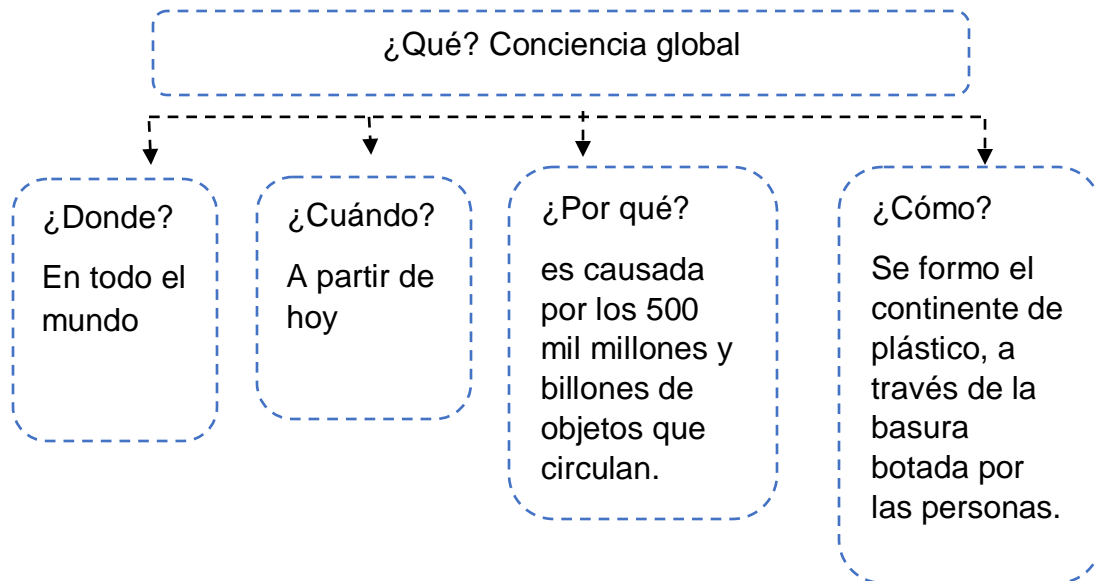 ¿Qué? Conciencia global
¿Donde?
En todo el
mundo
¿Cuándo?
A partir de
hoy
¿Por qué?
es causada
por los 500
mil millones y
billones de
objetos que
circulan.
¿Cómo?
Se formo el
continente de
plástico, a
través de la
basura
botada por
las personas.